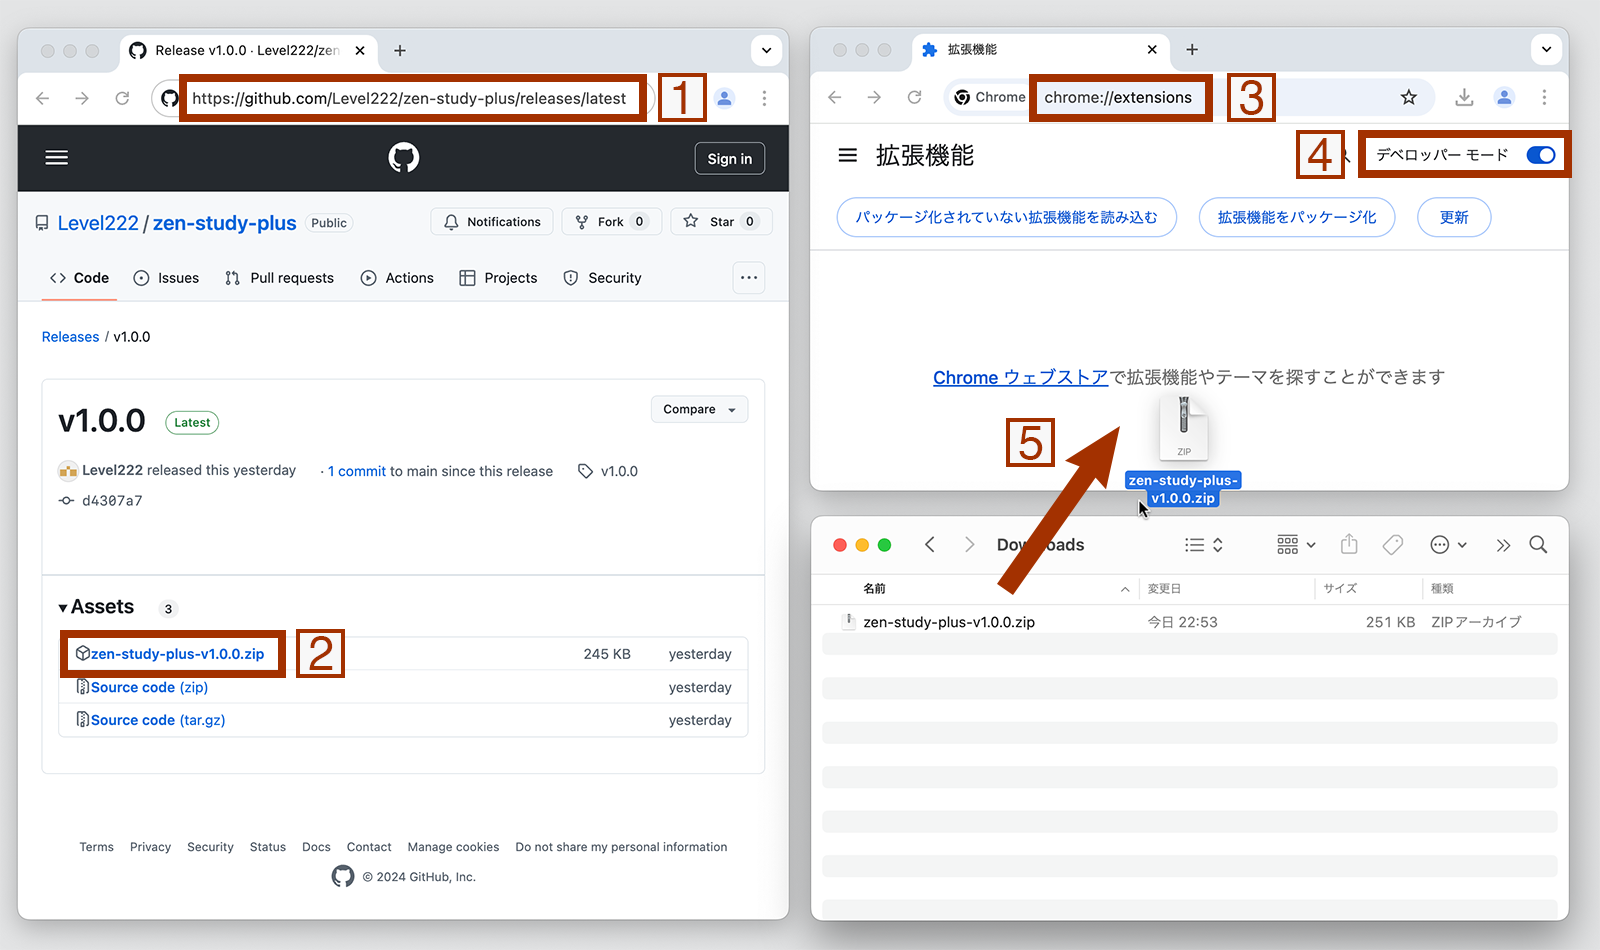 Release v1.0.0 · Level222/zen
https://github.com/Level222/zen-study-plus/releases/latest
1
Sign in
Level222/zen-study-plus
Public
Notifications
Fork 0
Star 0
Code
Issues
Pull requests
Actions
Projects
Security
Releases / v1.0.0
v1.0.0
Latest
Compare
Level222 released this yesterday
· 1 commit to main since this release
v1.0.0
d4307a7
Assets 3
zen-study-plus-v1.0.0.zip
2
245 KB
yesterday
Source code (zip)
yesterday
Source code (tar.gz)
yesterday
Terms
Privacy
Security
Status
Docs
Contact
Manage cookies
Do not share my personal information
© 2024 GitHub, Inc.
拡張機能
Chrome
chrome://extensions
3
拡張機能
4
デベロッパー モード
パッケージ化されていない拡張機能を読み込む
拡張機能をパッケージ化
更新
Chrome ウェブストアで拡張機能やテーマを探すことができます
5
ZIP
zen-study-plus-
v1.0.0.zip
Downloads
名前
変更日
サイズ
種類
zen-study-plus-v1.0.0.zip
今日 22:53
251 KB
ZIPアーカイブ